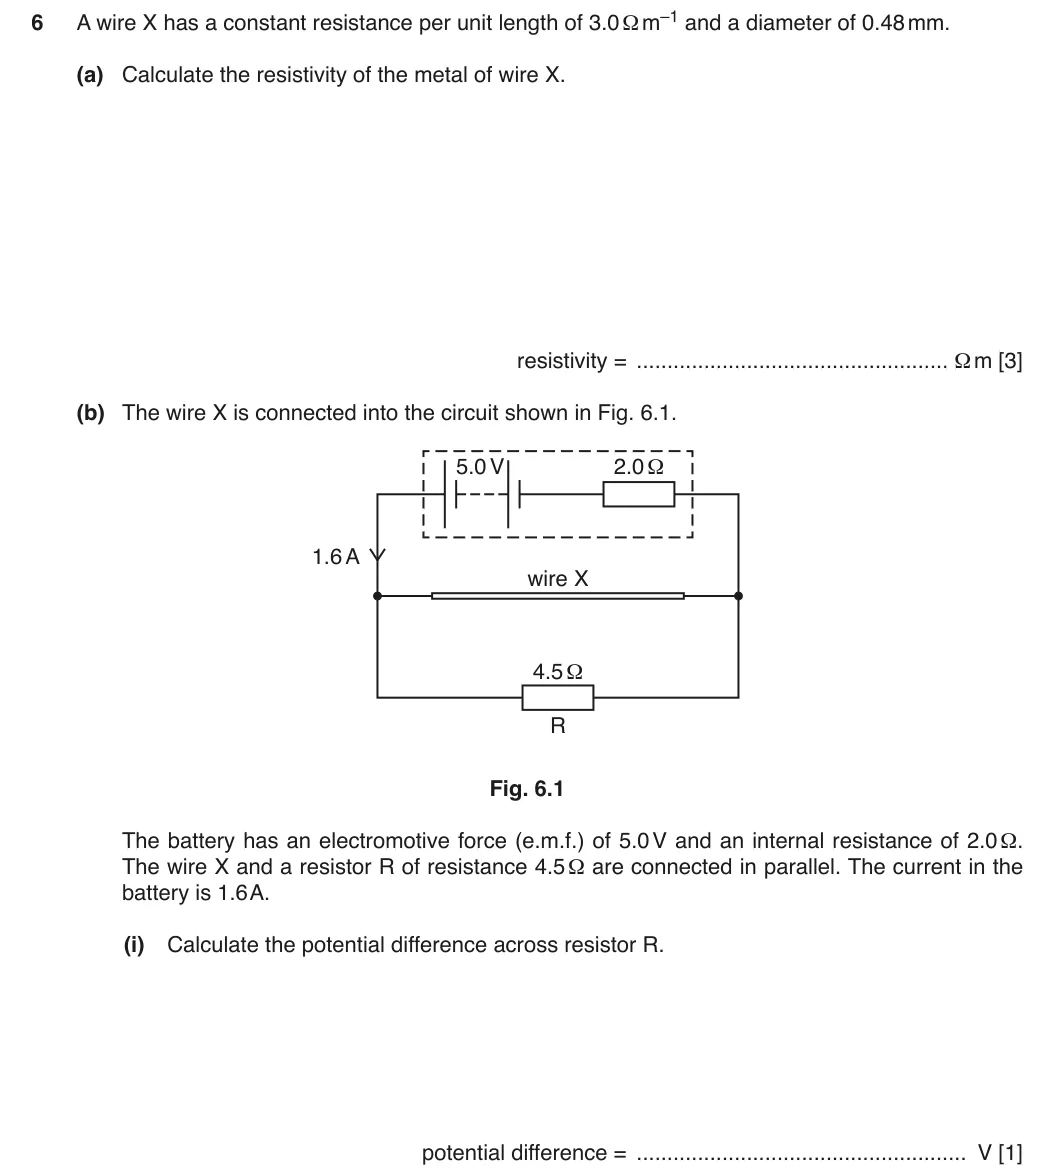 6 A wire X has a constant resistance per unit length of 3.0 Ω m⁻¹ and a diameter of 0.48 mm.
(a) Calculate the resistivity of the metal of wire X.
resistivity = ................................................... Ω m [3]
(b) The wire X is connected into the circuit shown in Fig. 6.1.
5.0 V 2.0 Ω
1.6 A
wire X
4.5 Ω
R
Fig. 6.1
The battery has an electromotive force (e.m.f.) of 5.0 V and an internal resistance of 2.0 Ω.
The wire X and a resistor R of resistance 4.5 Ω are connected in parallel. The current in the
battery is 1.6 A.
(i) Calculate the potential difference across resistor R.
potential difference = ...................................................... V [1]